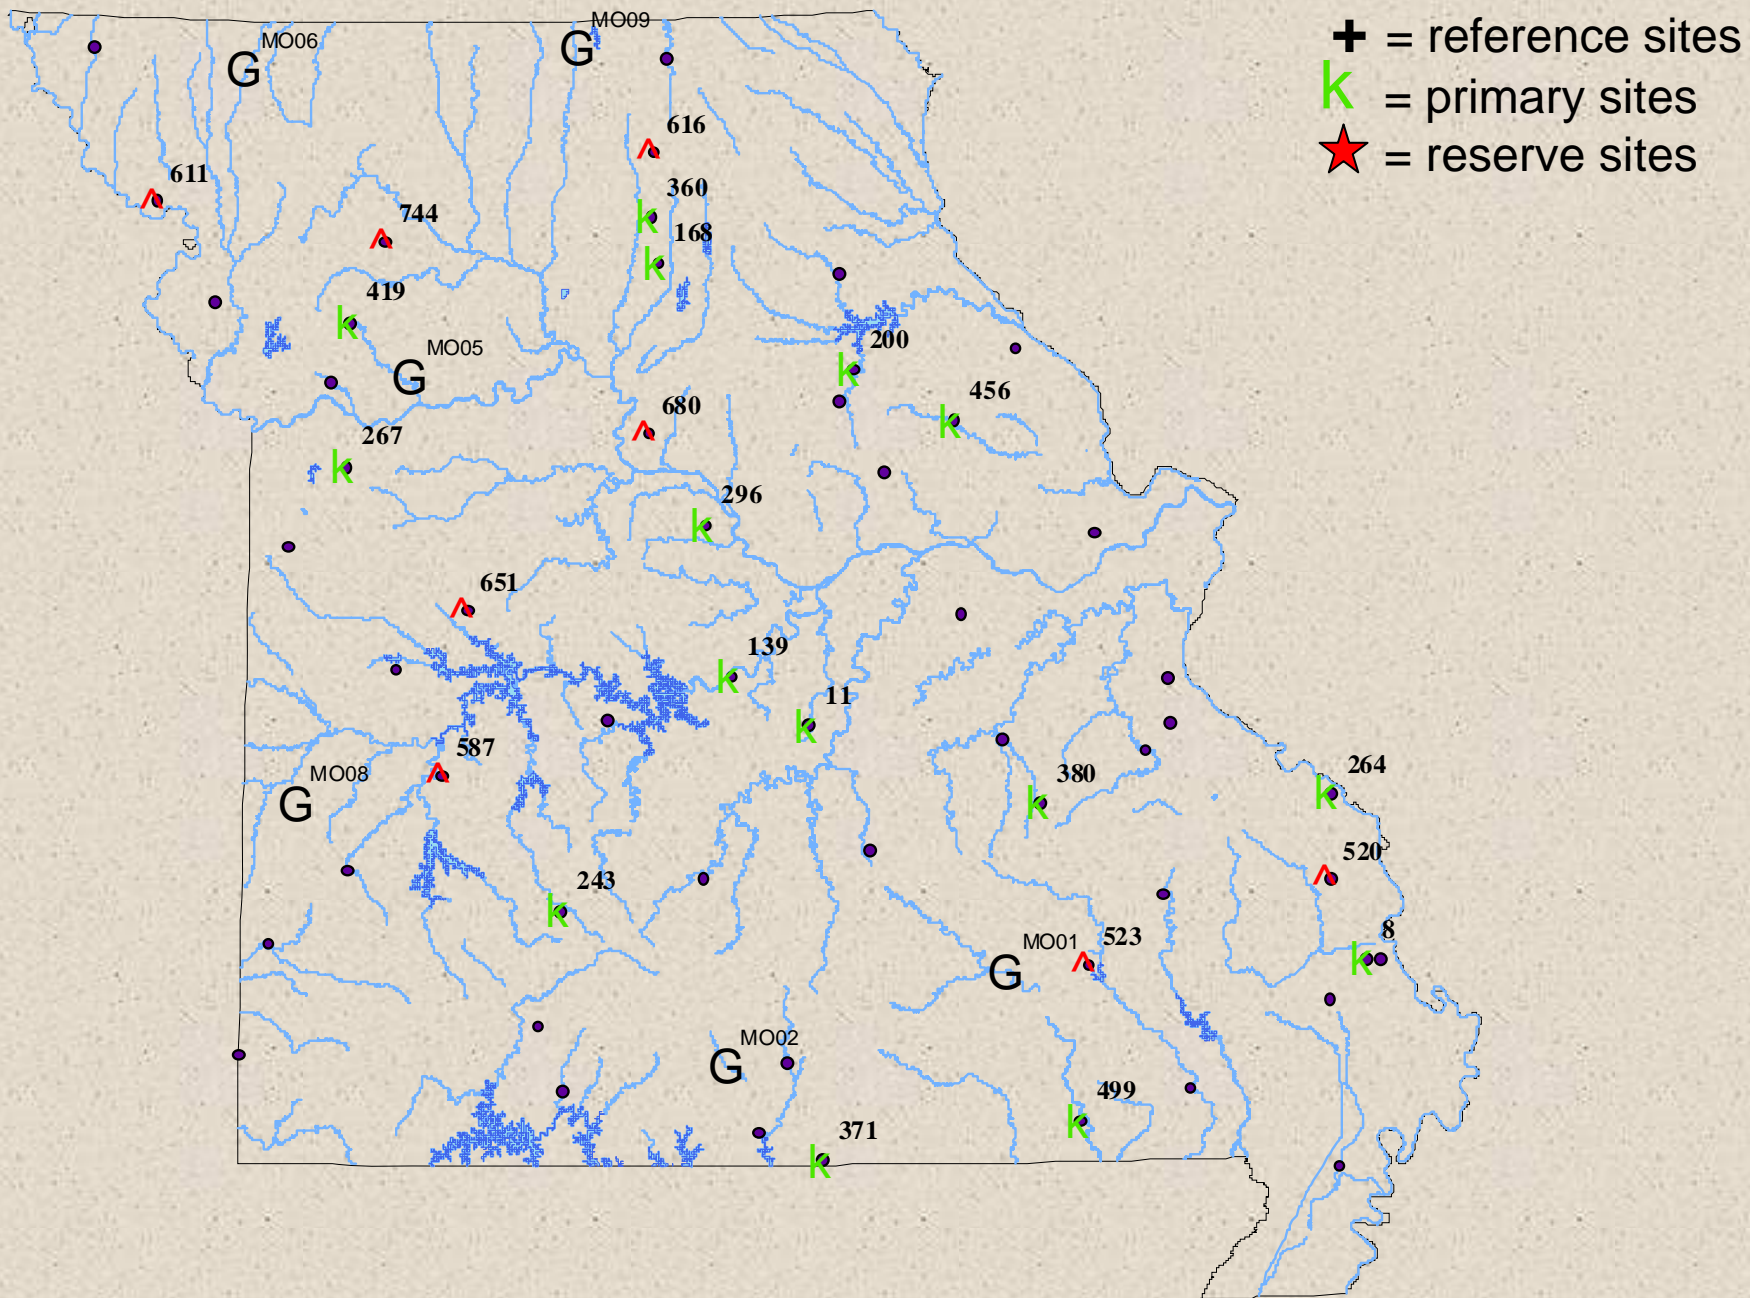 MO09
G
MO06
G
✚ = reference sites
k = primary sites
★ = reserve sites
616
^
611
^
360
k
744
^
168
k
419
k
MO05
G
200
k
456
k
680
^
267
k
296
k
651
^
139
k
11
k
587
^
MO08
G
380
k
264
k
520
^
243
k
8
k
MO01
G
523
^
MO02
G
499
k
371
k